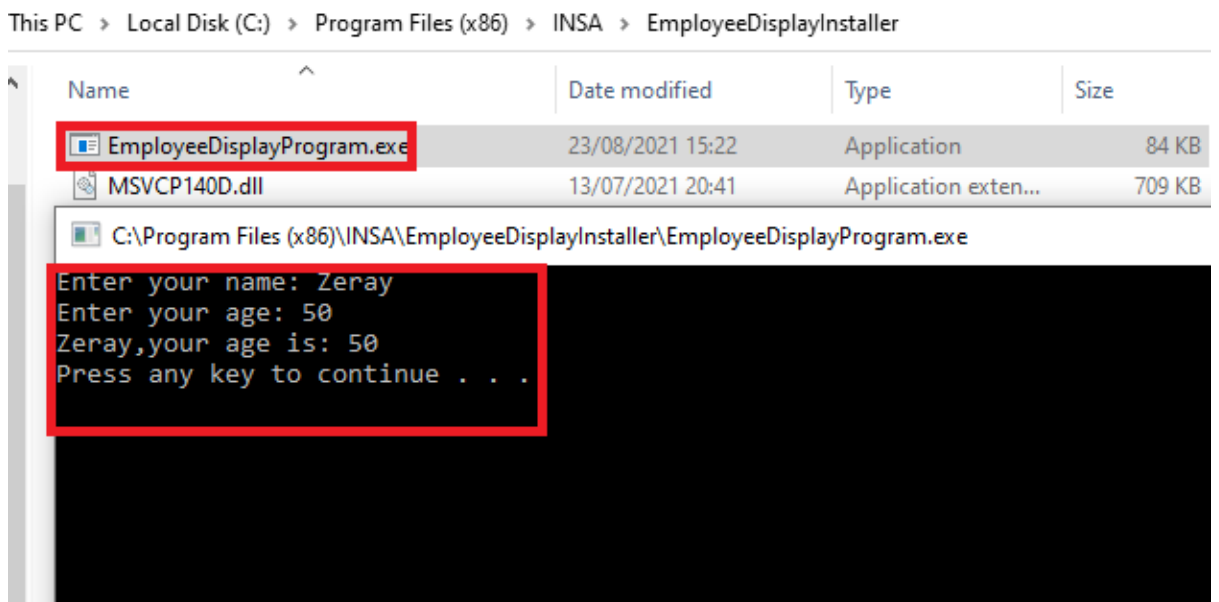 This PC > Local Disk (C:) > Program Files (x86) > INSA > EmployeeDisplayInstaller
Name Date modified Type Size
EmployeeDisplayProgram.exe 23/08/2021 15:22 Application 84 KB
MSVCP140D.dll 13/07/2021 20:41 Application exten... 709 KB
C:\Program Files (x86)\INSA\EmployeeDisplayInstaller\EmployeeDisplayProgram.exe
Enter your name: Zeray
Enter your age: 50
Zeray,your age is: 50
Press any key to continue . . .